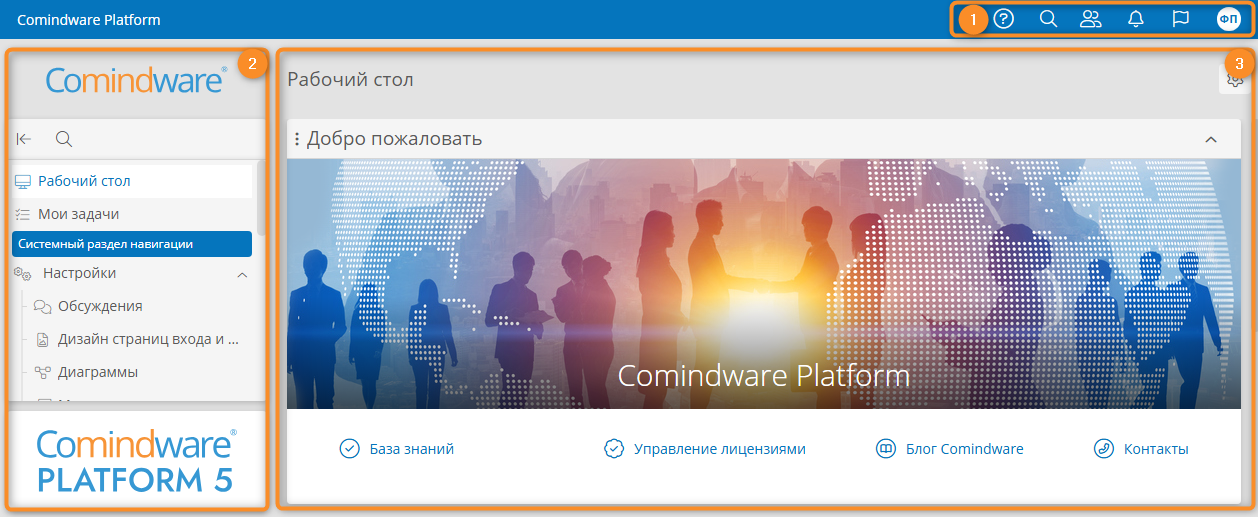 Comindware Platform
1
ФП
Comindware®
2
Рабочий стол
3
Добро пожаловать
Рабочий стол
Мои задачи
Системный раздел навигации
Настройки
Обсуждения
Дизайн страниц входа и ...
Диаграммы
Comindware Platform
База знаний
Управление лицензиями
Блог Comindware
Контакты
Comindware®
PLATFORM 5